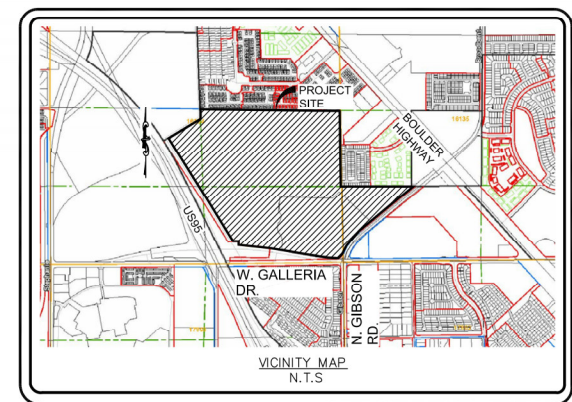 PROJECT
SITE
BOULDER
HIGHWAY
US95
W. GALLERIA
DR.
N. GIBSON
RD.
VICINITY MAP
N.T.S